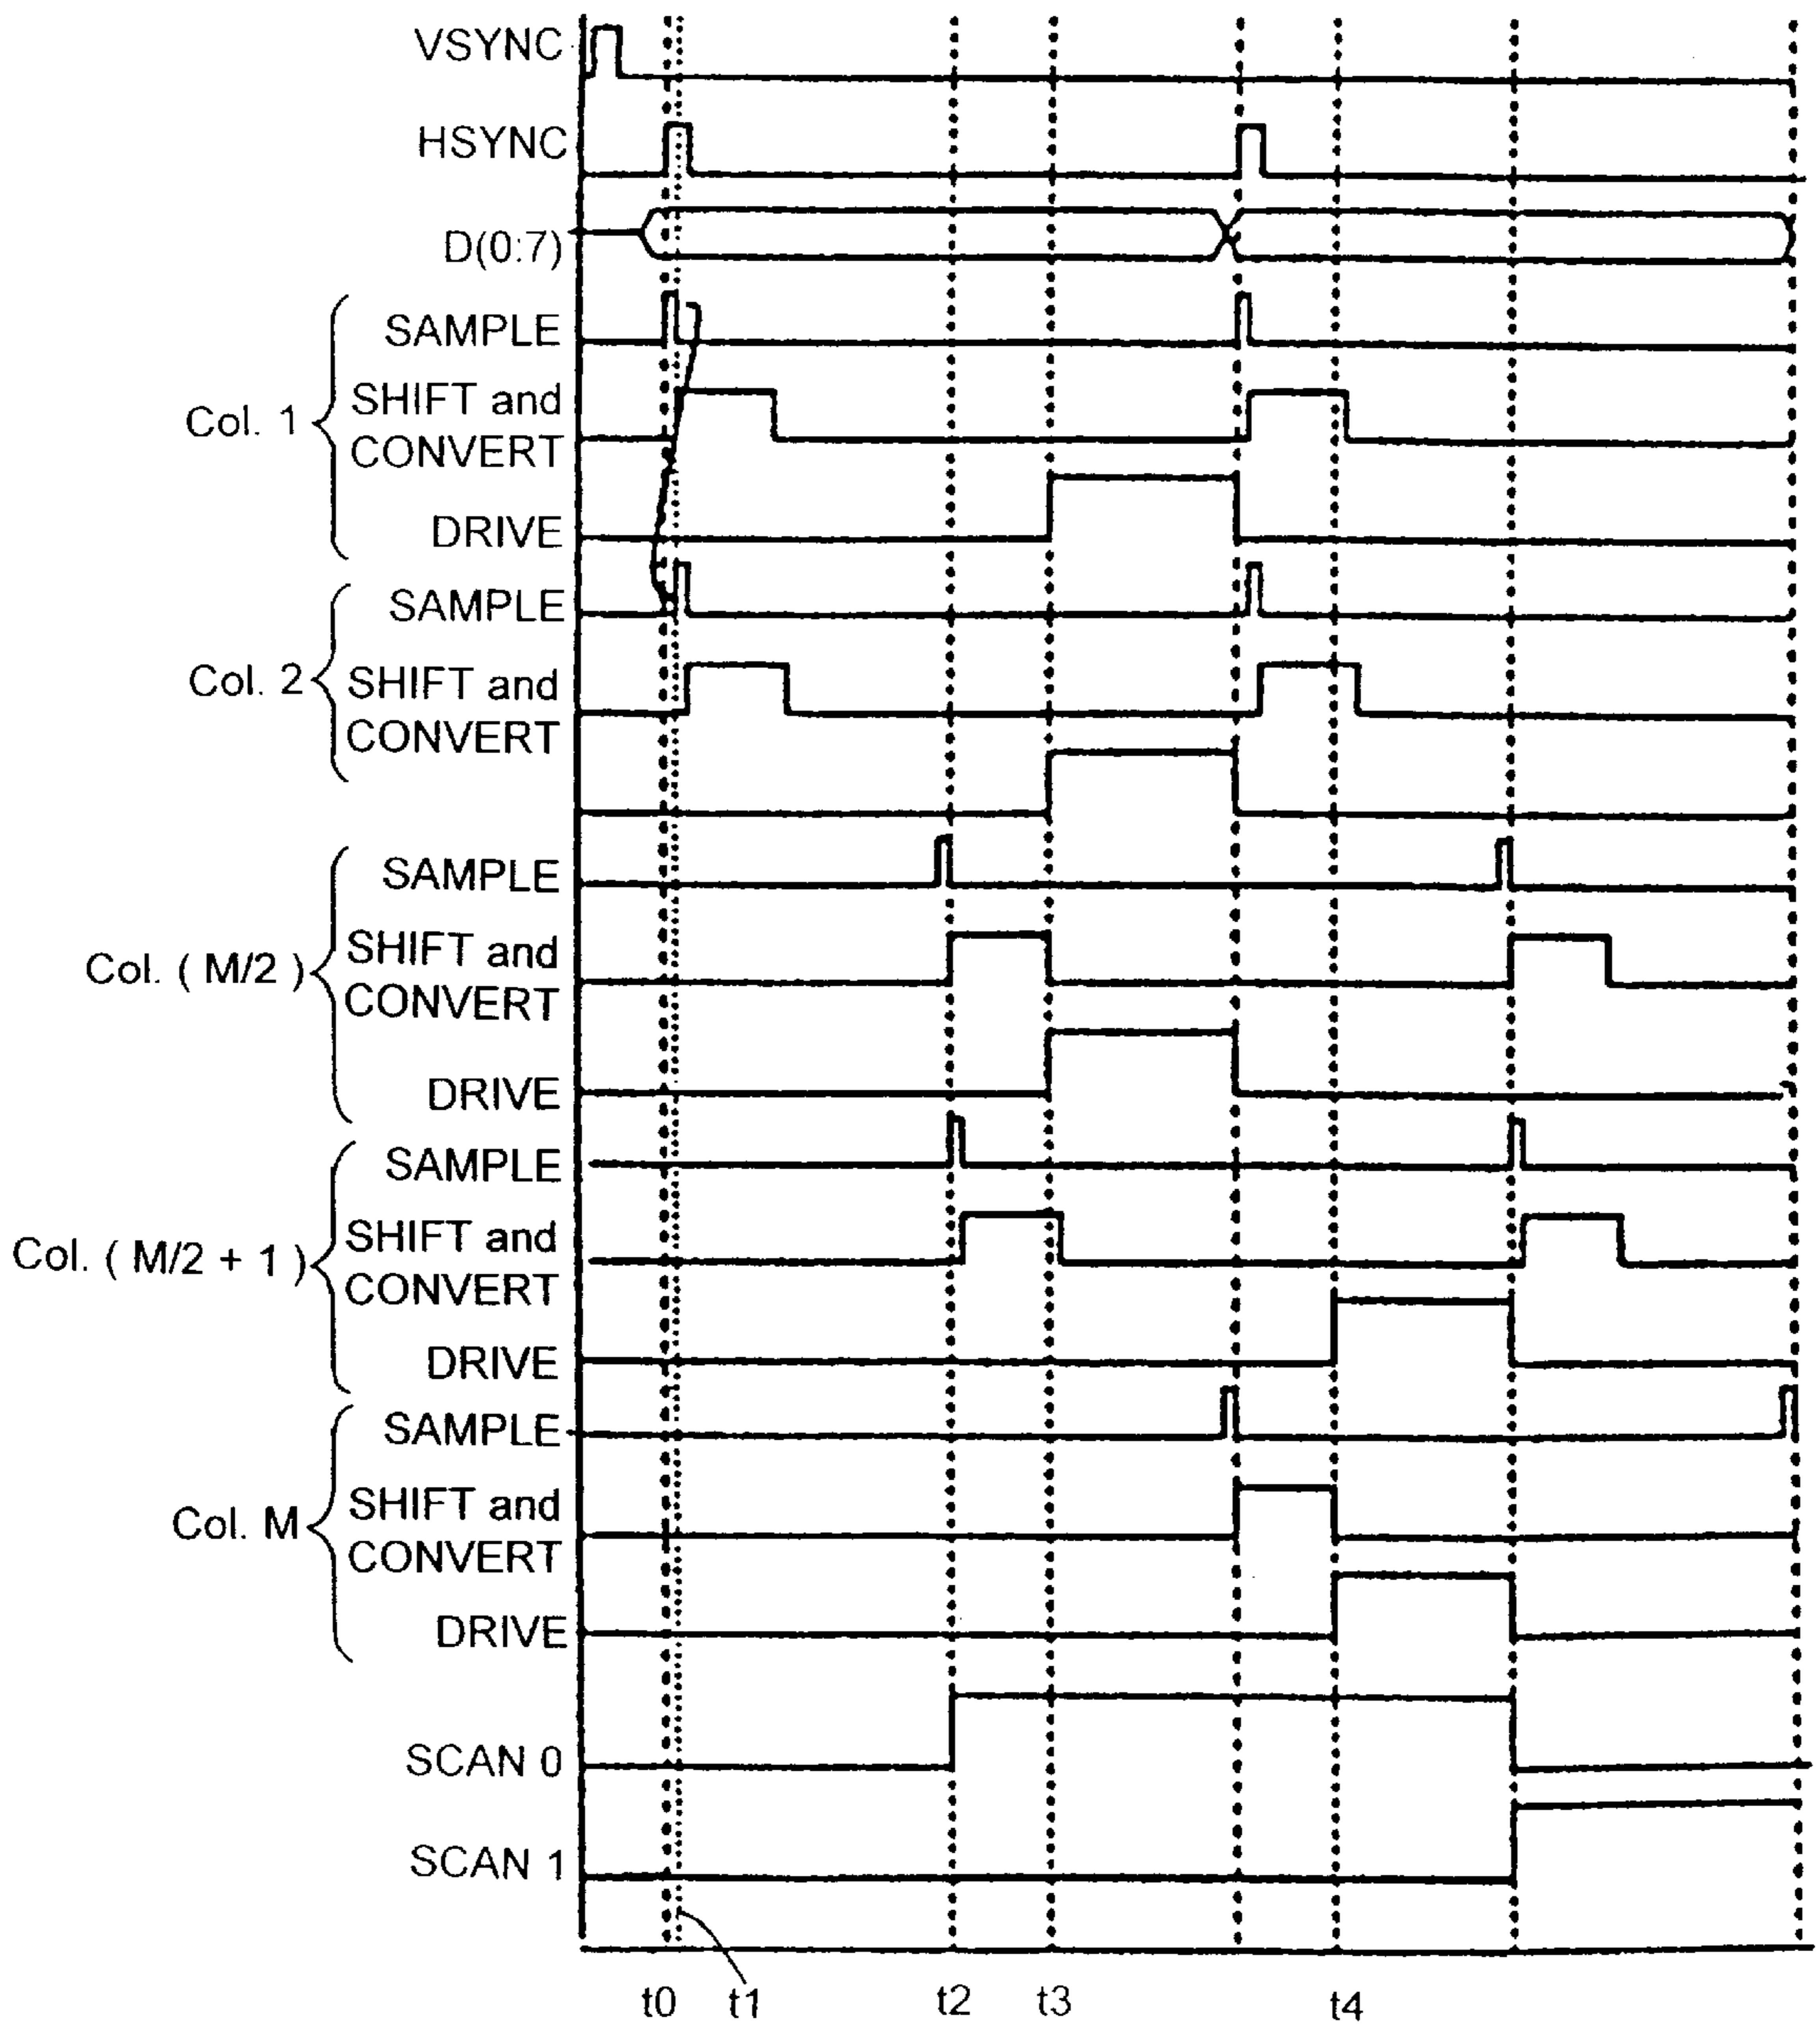 VSYNC
HSYNC
D(0:7)
SAMPLE
Col. 1
SHIFT and
CONVERT
DRIVE
SAMPLE
Col. 2
SHIFT and
CONVERT
SAMPLE
Col. ( M/2 )
SHIFT and
CONVERT
DRIVE
SAMPLE
Col. ( M/2 + 1 )
SHIFT and
CONVERT
DRIVE
SAMPLE
Col. M
SHIFT and
CONVERT
DRIVE
SCAN 0
SCAN 1
t0 t1 t2 t3 t4